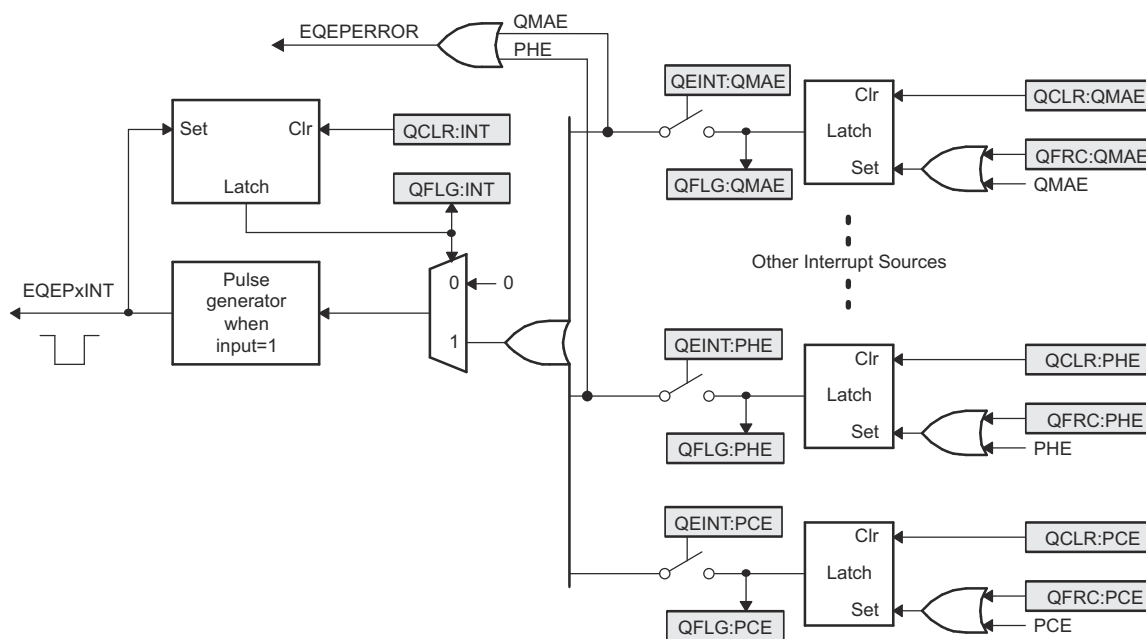 EQEPERROR
QMAE
PHE
QEINT:QMAE
Clr
QCLR:QMAE
Latch
QFRC:QMAE
Set
QMAE
QFLG:QMAE
Set
Clr
QCLR:INT
Latch
QFLG:INT
Other Interrupt Sources
EQEPxINT
Pulse
generator
when
input=1
0
0
1
QEINT:PHE
Clr
QCLR:PHE
Latch
QFRC:PHE
Set
PHE
QFLG:PHE
QEINT:PCE
Clr
QCLR:PCE
Latch
QFRC:PCE
Set
PCE
QFLG:PCE